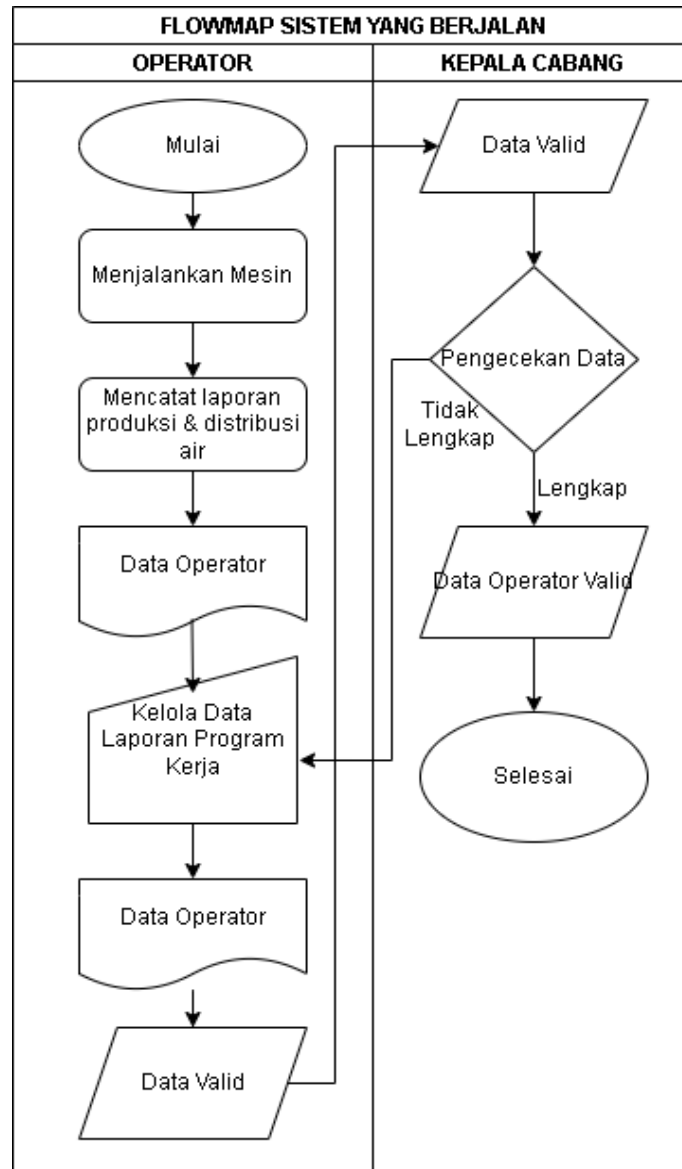 FLOWMAP SISTEM YANG BERJALAN
OPERATOR
KEPALA CABANG
Mulai
Menjalankan Mesin
Mencatat laporan
produksi & distribusi
air
Data Operator
Kelola Data
Laporan Program
Kerja
Data Operator
Data Valid
Data Valid
Pengecekan Data
Tidak
Lengkap
Lengkap
Data Operator Valid
Selesai